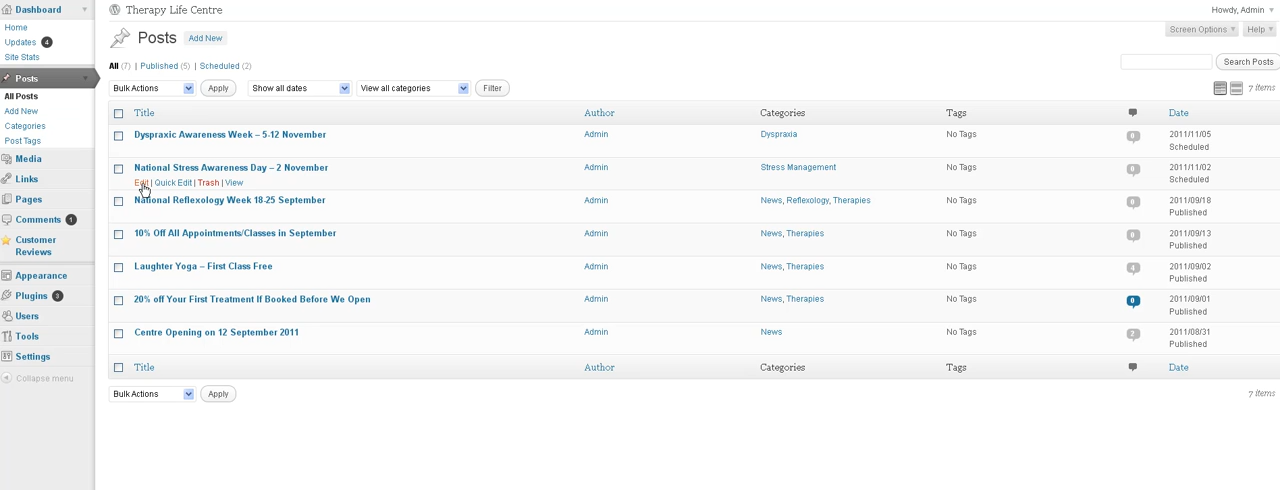 Dashboard
Home
Updates 4
Site Stats
Posts
All Posts
Add New
Categories
Post Tags
Media
Links
Pages
Comments 1
Customer
Reviews
Appearance
Plugins 3
Users
Tools
Settings
Collapse menu
Therapy Life Centre
Howdy, Admin
Posts Add New
Screen Options Help
All (7) | Published (5) | Scheduled (2)
Search Posts
Bulk Actions Apply Show all dates View all categories Filter 7 items
Title Author Categories Tags Date
Dyspraxic Awareness Week – 5-12 November Admin Dyspraxia No Tags 0 2011/11/05
Scheduled
National Stress Awareness Day – 2 November Admin Stress Management No Tags 0 2011/11/02
Edit | Quick Edit | Trash | View Scheduled
National Reflexology Week 18-25 September Admin News, Reflexology, Therapies No Tags 0 2011/09/18
Published
10% Off All Appointments/Classes in September Admin News, Therapies No Tags 0 2011/09/13
Published
Laughter Yoga – First Class Free Admin News, Therapies No Tags 4 2011/09/02
Published
20% off Your First Treatment If Booked Before We Open Admin News, Therapies No Tags 0 2011/09/01
Published
Centre Opening on 12 September 2011 Admin News No Tags 2 2011/08/31
Published
Title Author Categories Tags Date
Bulk Actions Apply 7 items